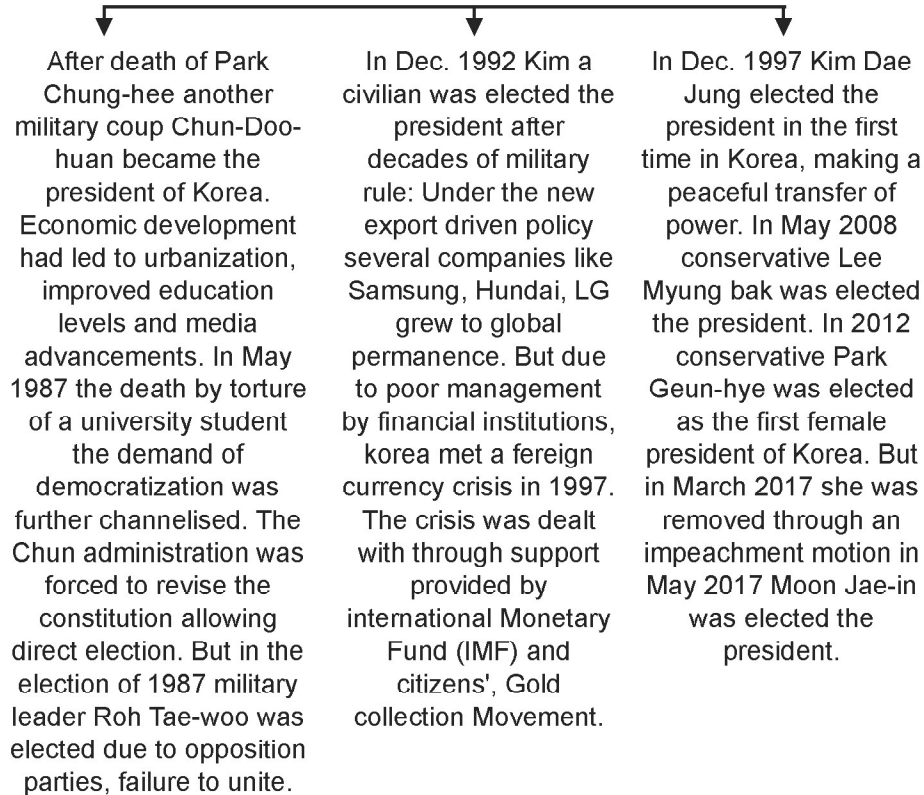 After death of Park
Chung-hee another
military coup Chun-Doo-
huan became the
president of Korea.
Economic development
had led to urbanization,
improved education
levels and media
advancements. In May
1987 the death by torture
of a university student
the demand of
democratization was
further channelised. The
Chun administration was
forced to revise the
constitution allowing
direct election. But in the
election of 1987 military
leader Roh Tae-woo was
elected due to opposition
parties, failure to unite.
In Dec. 1992 Kim a
civilian was elected the
president after
decades of military
rule: Under the new
export driven policy
several companies like
Samsung, Hundai, LG
grew to global
permanence. But due
to poor management
by financial institutions,
korea met a fereign
currency crisis in 1997.
The crisis was dealt
with through support
provided by
international Monetary
Fund (IMF) and
citizens', Gold
collection Movement.
In Dec. 1997 Kim Dae
Jung elected the
president in the first
time in Korea, making a
peaceful transfer of
power. In May 2008
conservative Lee
Myung bak was elected
the president. In 2012
conservative Park
Geun-hye was elected
as the first female
president of Korea. But
in March 2017 she was
removed through an
impeachment motion in
May 2017 Moon Jae-in
was elected the
president.